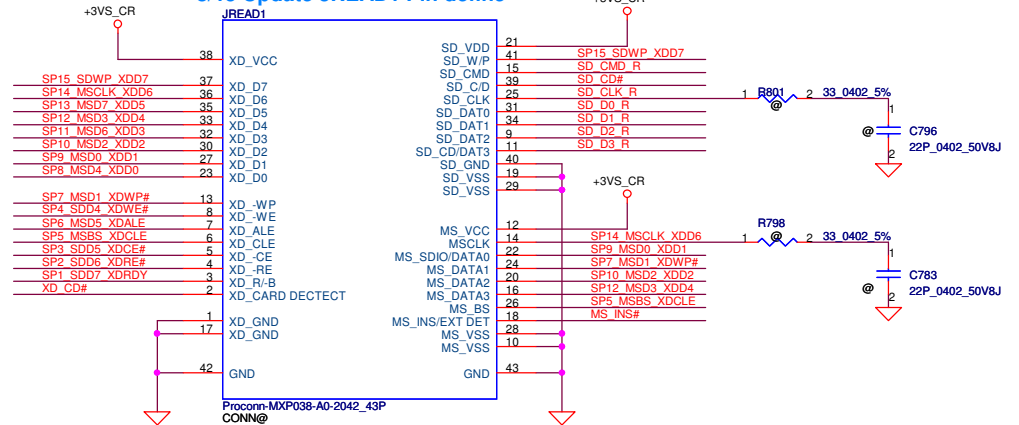 +3VS_CR
JREAD1
38 XD_VCC
SP15_SDWP_XDD7 37 XD_D7
SP14_MSCLK_XDD6 36 XD_D6
SP13_MSD7_XDD5 35 XD_D5
SP12_MSD3_XDD4 33 XD_D4
SP11_MSD6_XDD3 32 XD_D3
SP10_MSD2_XDD2 30 XD_D2
SP9_MSD0_XDD1 27 XD_D1
SP8_MSD4_XDD0 23 XD_D0
SP7_MSD1_XDWP# 13 XD_-WP
SP4_SDD4_XDWE# 8 XD_-WE
SP6_MSD5_XDALE 7 XD_ALE
SP5_MSBS_XDCLE 6 XD_CLE
SP3_SDD5_XDCE# 5 XD_-CE
SP2_SDD6_XDRE# 4 XD_-RE
SP1_SDD7_XDRDY 3 XD_R/-B
XD_CD# 2 XD_CARD DECTECT
1 XD_GND
17 XD_GND
42 GND
+3VS_CR
SD_VDD 21
SD_W/P 41 SP15_SDWP_XDD7
SD_CMD 15 SD_CMD_R
SD_C/D 39 SD_CD#
SD_CLK 25 SD_CLK_R
SD_DAT0 31 SD_D0_R
SD_DAT1 34 SD_D1_R
SD_DAT2 9 SD_D2_R
SD_CD/DAT3 11 SD_D3_R
SD_GND 40
SD_VSS 19
SD_VSS 29
+3VS_CR
MS_VCC 12
MSCLK 14 SP14_MSCLK_XDD6
MS_SDIO/DATA0 22 SP9_MSD0_XDD1
MS_DATA1 24 SP7_MSD1_XDWP#
MS_DATA2 20 SP10_MSD2_XDD2
MS_DATA3 16 SP12_MSD3_XDD4
MS_BS 26 SP5_MSBS_XDCLE
MS_INS/EXT DET 18 MS_INS#
MS_VSS 28
MS_VSS 10
GND 43
Proconn-MXP038-A0-2042_43P
CONN@
1 R801 2 33_0402_5%
@
1
@ C796
22P_0402_50V8J
2
R798
1 @ 2 33_0402_5%
1
C783
@ 22P_0402_50V8J
2